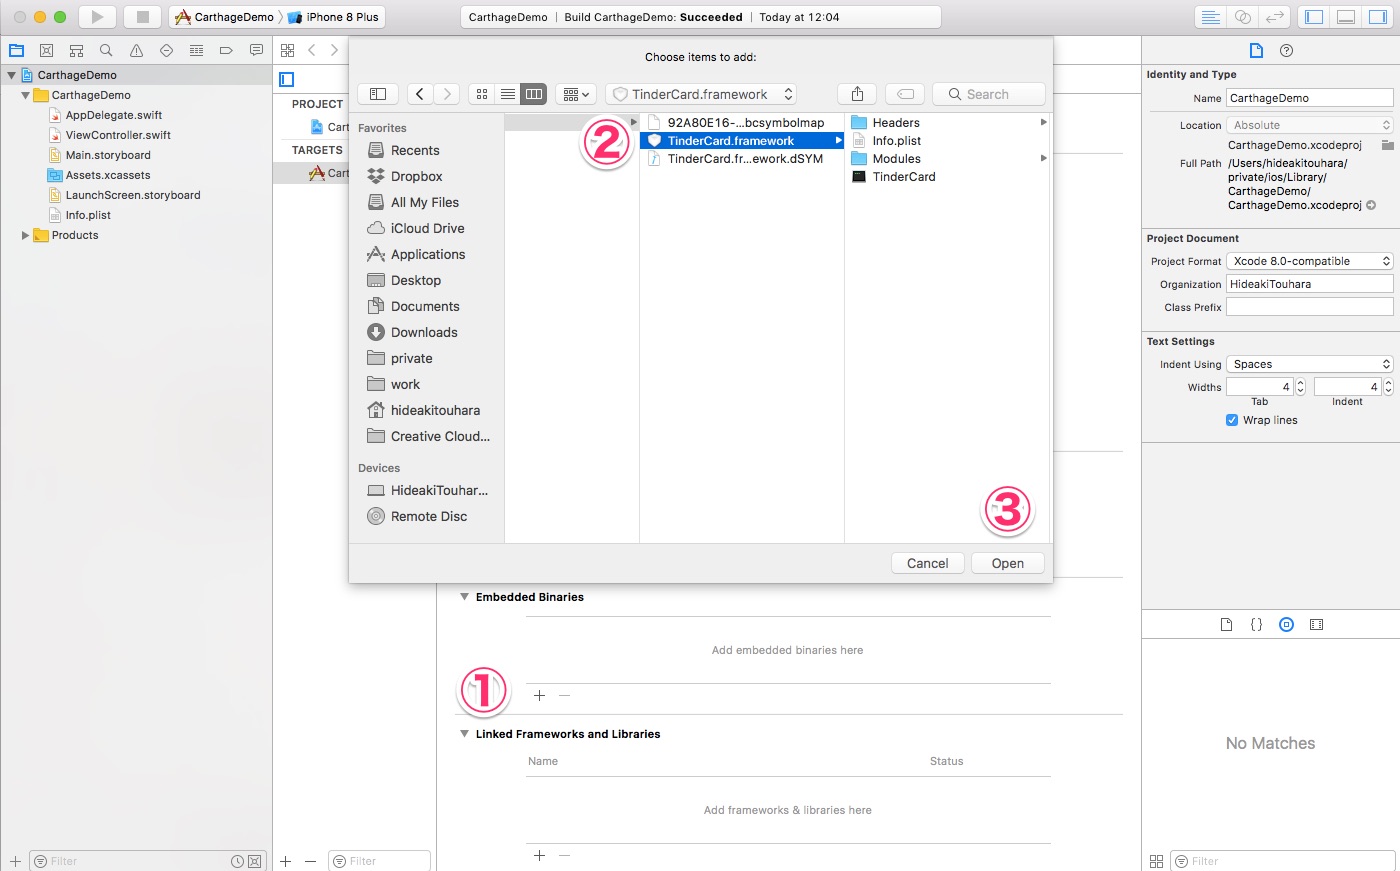 CarthageDemo
iPhone 8 Plus
CarthageDemo | Build CarthageDemo: Succeeded | Today at 12:04
CarthageDemo
CarthageDemo
AppDelegate.swift
ViewController.swift
Main.storyboard
Assets.xcassets
LaunchScreen.storyboard
Info.plist
Products
Filter
PROJECT
Cart
TARGETS
Cart
Filter
Choose items to add:
TinderCard.framework
Search
Favorites
Recents
Dropbox
All My Files
iCloud Drive
Applications
Desktop
Documents
Downloads
private
work
hideakitouhara
Creative Cloud...
Devices
HideakiTouhar...
Remote Disc
92A80E16-...bcsymbolmap
TinderCard.framework
TinderCard.fr...ework.dSYM
Headers
Info.plist
Modules
TinderCard
②
③
Cancel
Open
Embedded Binaries
Add embedded binaries here
①
Linked Frameworks and Libraries
Name Status
Add frameworks & libraries here
Identity and Type
Name CarthageDemo
Location Absolute
CarthageDemo.xcodeproj
Full Path /Users/hideakitouhara/
private/ios/Library/
CarthageDemo/
CarthageDemo.xcodeproj
Project Document
Project Format Xcode 8.0-compatible
Organization HideakiTouhara
Class Prefix
Text Settings
Indent Using Spaces
Widths 4 4
Tab Indent
Wrap lines
No Matches
Filter